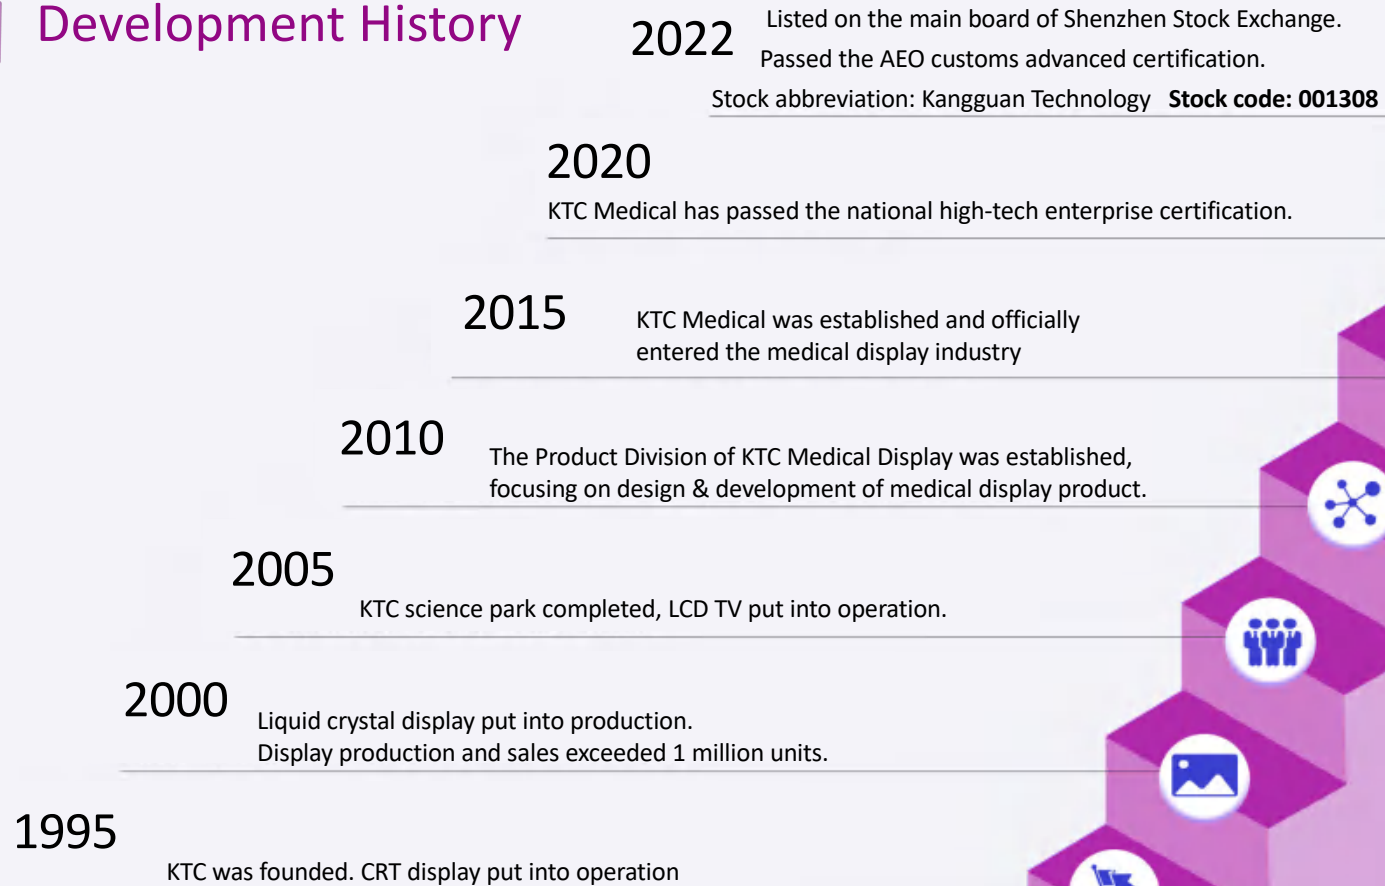 Development History
2022
Listed on the main board of Shenzhen Stock Exchange.
Passed the AEO customs advanced certification.
Stock abbreviation: Kangguan Technology Stock code: 001308
2020
KTC Medical has passed the national high-tech enterprise certification.
2015
KTC Medical was established and officially
entered the medical display industry
2010
The Product Division of KTC Medical Display was established,
focusing on design & development of medical display product.
2005
KTC science park completed, LCD TV put into operation.
2000
Liquid crystal display put into production.
Display production and sales exceeded 1 million units.
1995
KTC was founded. CRT display put into operation